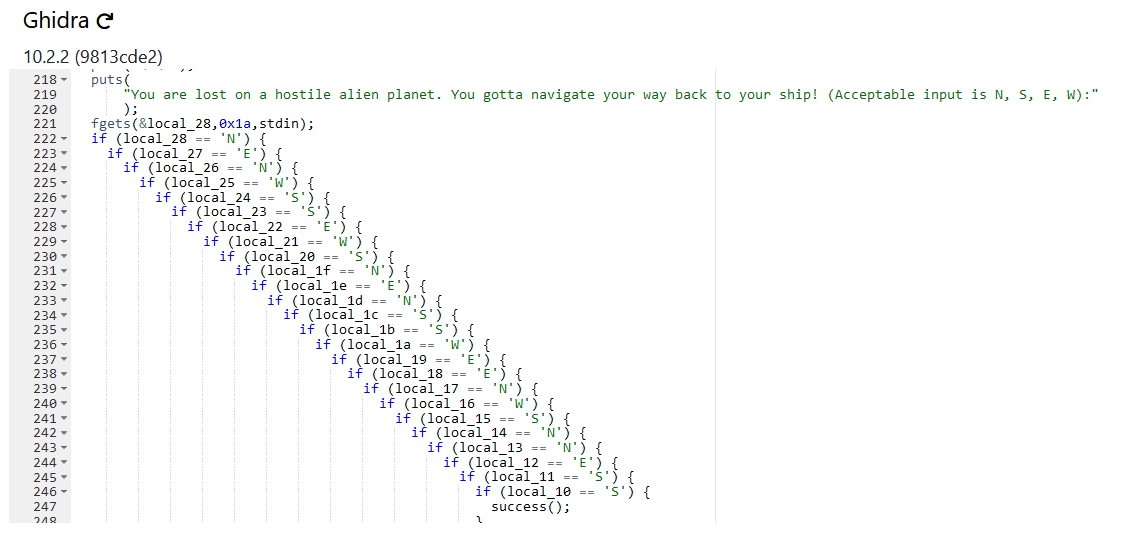 Ghidra
10.2.2 (9813cde2)
218 puts(
219 "You are lost on a hostile alien planet. You gotta navigate your way back to your ship! (Acceptable input is N, S, E, W):"
220 );
221 fgets(&local_28,0x1a,stdin);
222 if (local_28 == 'N') {
223 if (local_27 == 'E') {
224 if (local_26 == 'N') {
225 if (local_25 == 'W') {
226 if (local_24 == 'S') {
227 if (local_23 == 'S') {
228 if (local_22 == 'E') {
229 if (local_21 == 'W') {
230 if (local_20 == 'S') {
231 if (local_1f == 'N') {
232 if (local_1e == 'E') {
233 if (local_1d == 'N') {
234 if (local_1c == 'S') {
235 if (local_1b == 'S') {
236 if (local_1a == 'W') {
237 if (local_19 == 'E') {
238 if (local_18 == 'E') {
239 if (local_17 == 'N') {
240 if (local_16 == 'W') {
241 if (local_15 == 'S') {
242 if (local_14 == 'N') {
243 if (local_13 == 'N') {
244 if (local_12 == 'E') {
245 if (local_11 == 'S') {
246 if (local_10 == 'S') {
247 success();
248 }